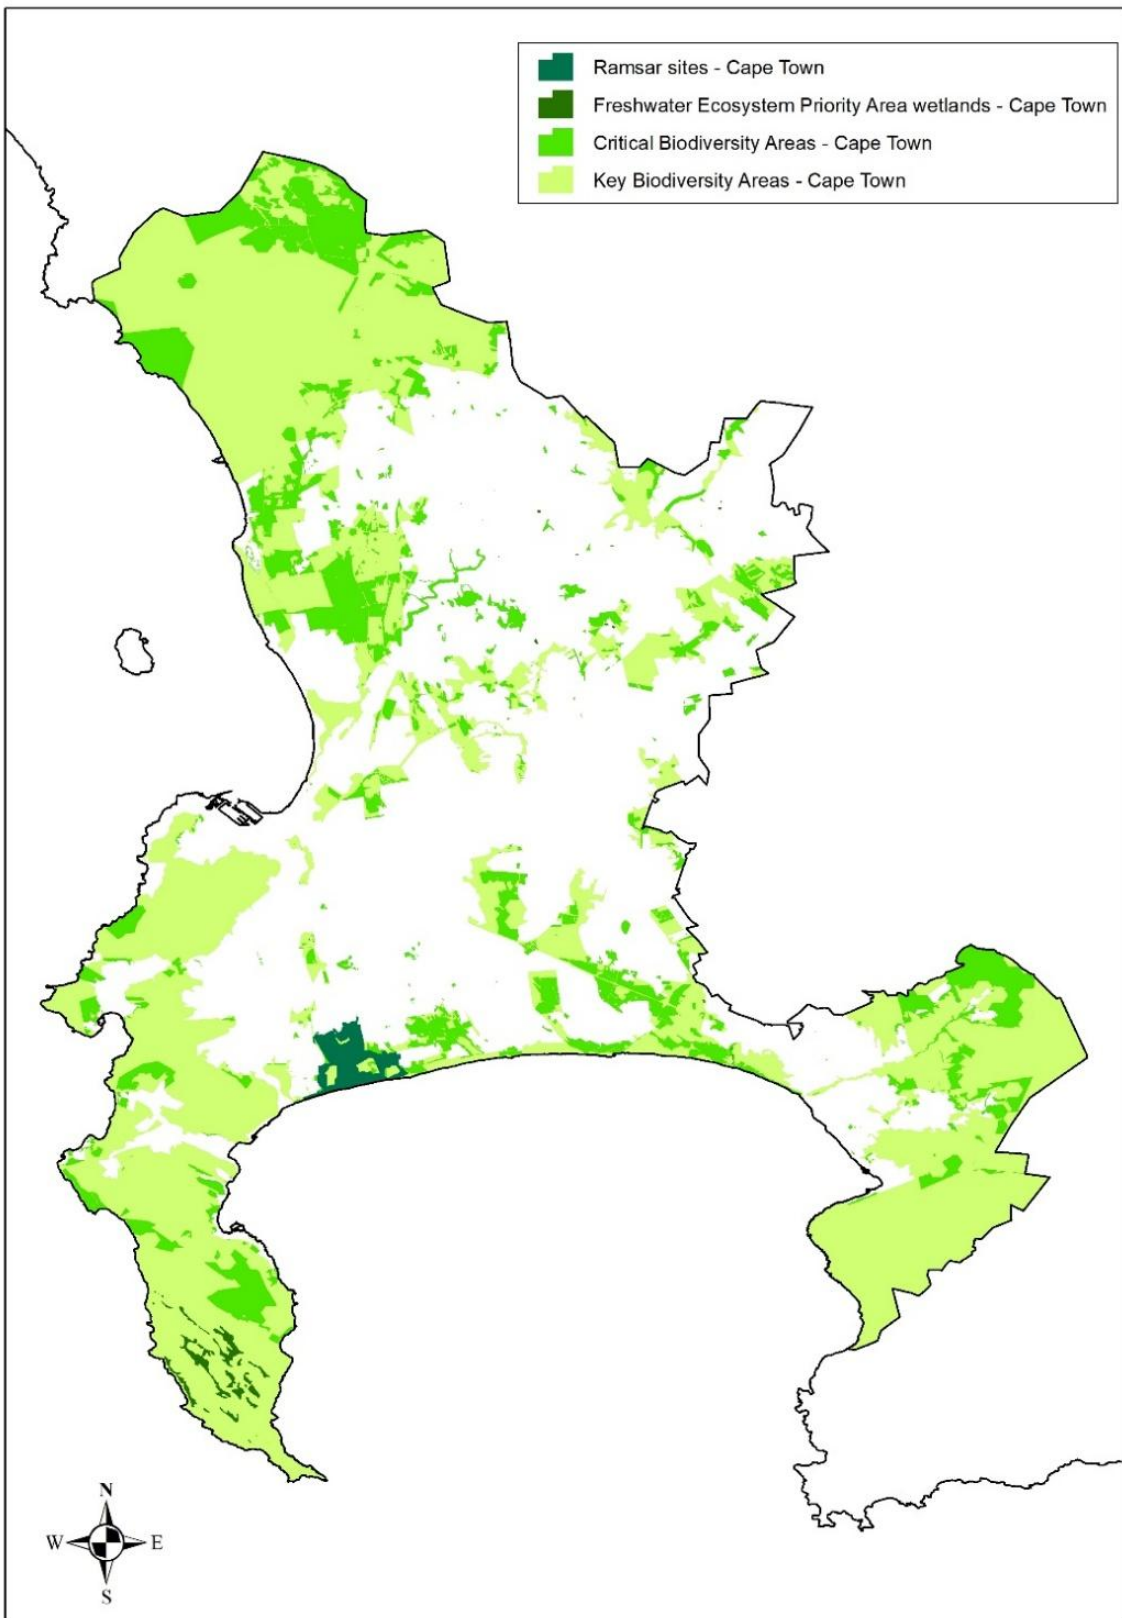 Ramsar sites - Cape Town
Freshwater Ecosystem Priority Area wetlands - Cape Town
Critical Biodiversity Areas - Cape Town
Key Biodiversity Areas - Cape Town
N
W E
S